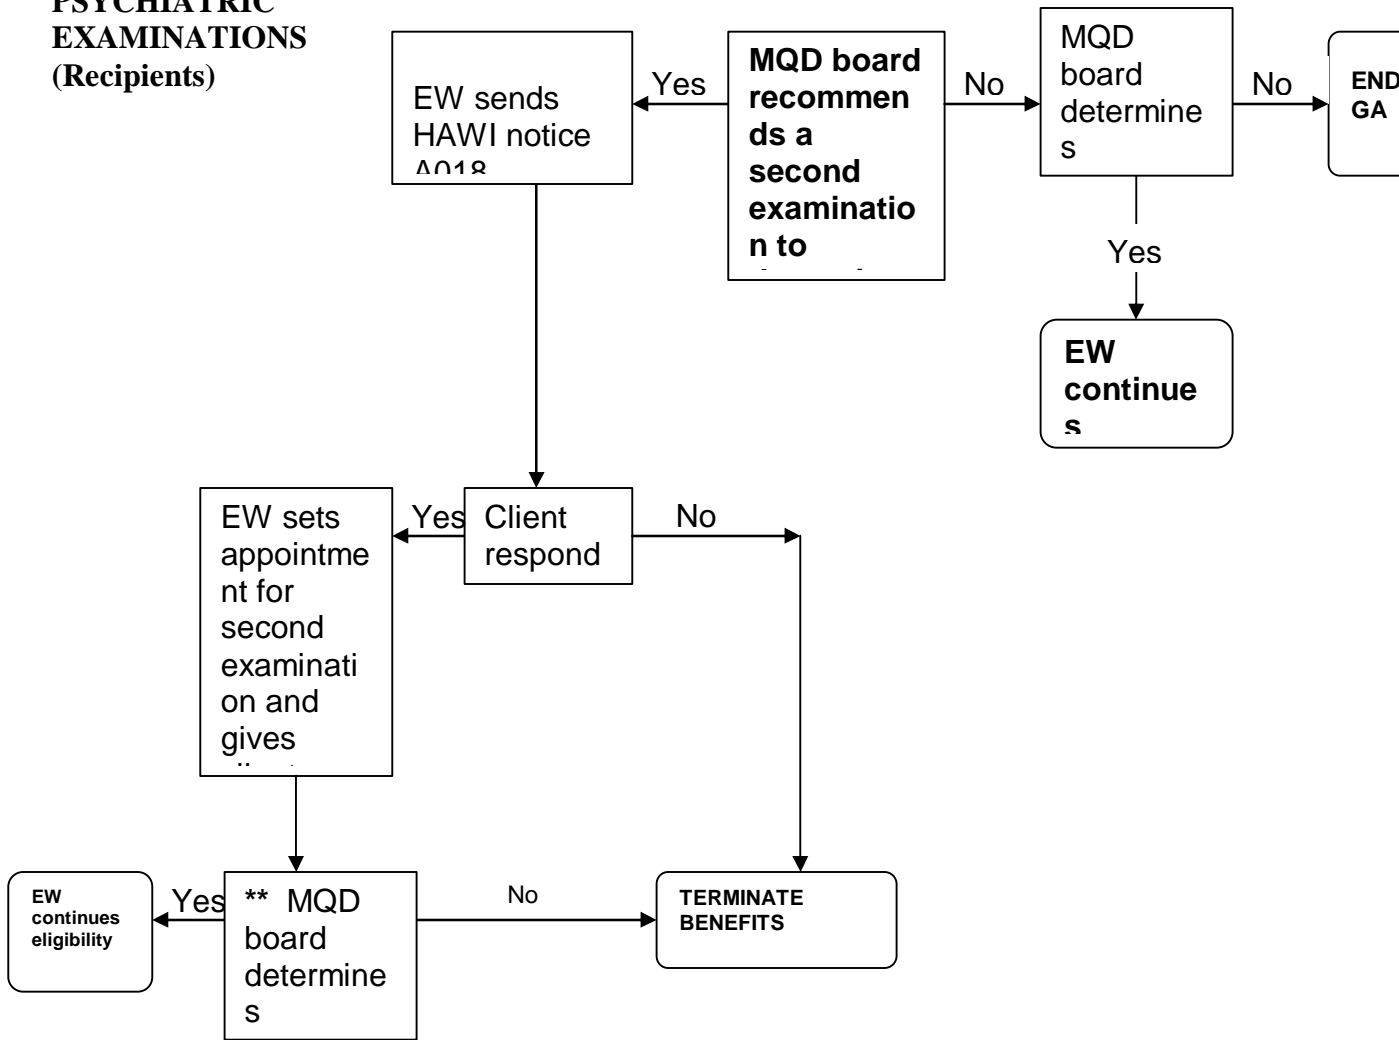 PSYCHIATRIC
EXAMINATIONS
(Recipients)
EW sends
HAWI notice
A018
Yes
MQD board
recommen
ds a
second
examinatio
n to
No
MQD
board
determine
s
No
END
GA
Yes
EW
continue
s
EW sets
appointme
nt for
second
examinati
on and
gives
Yes
Client
respond
No
EW
continues
eligibility
Yes
** MQD
board
determine
s
No
TERMINATE
BENEFITS